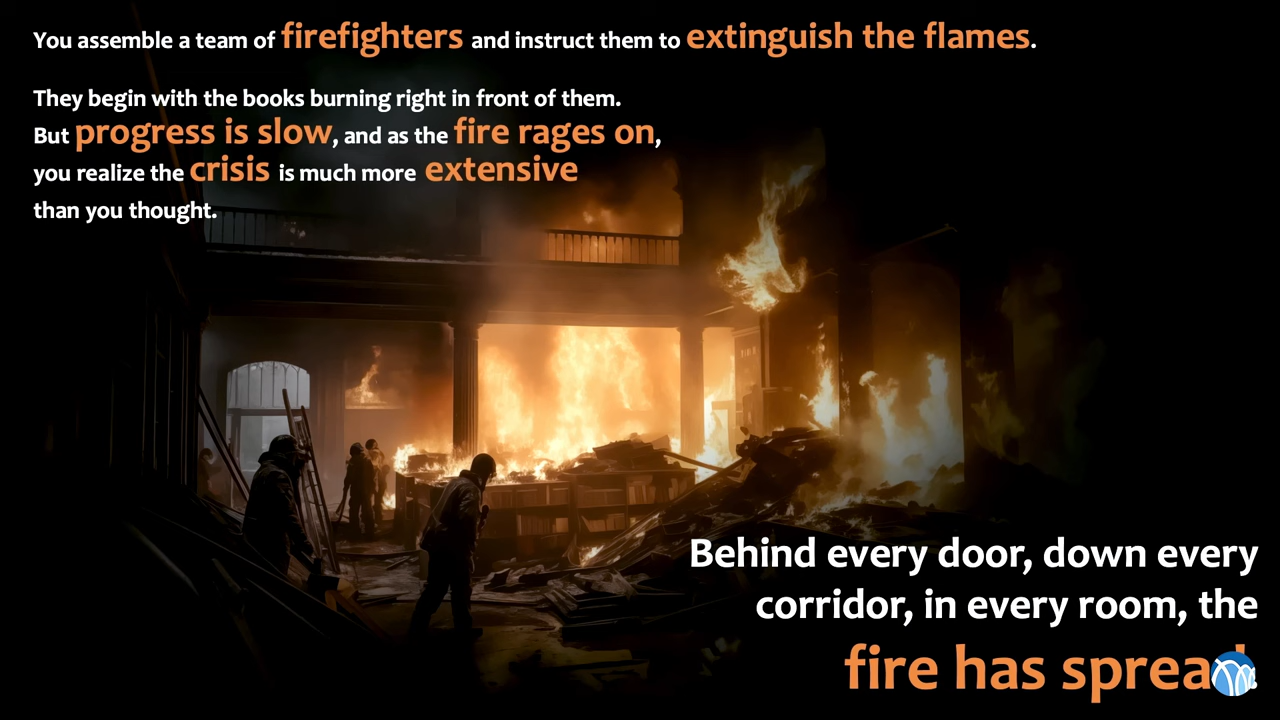 You assemble a team of firefighters and instruct them to extinguish the flames.
They begin with the books burning right in front of them.
But progress is slow, and as the fire rages on,
you realize the crisis is much more extensive
than you thought.
Behind every door, down every
corridor, in every room, the
fire has spread